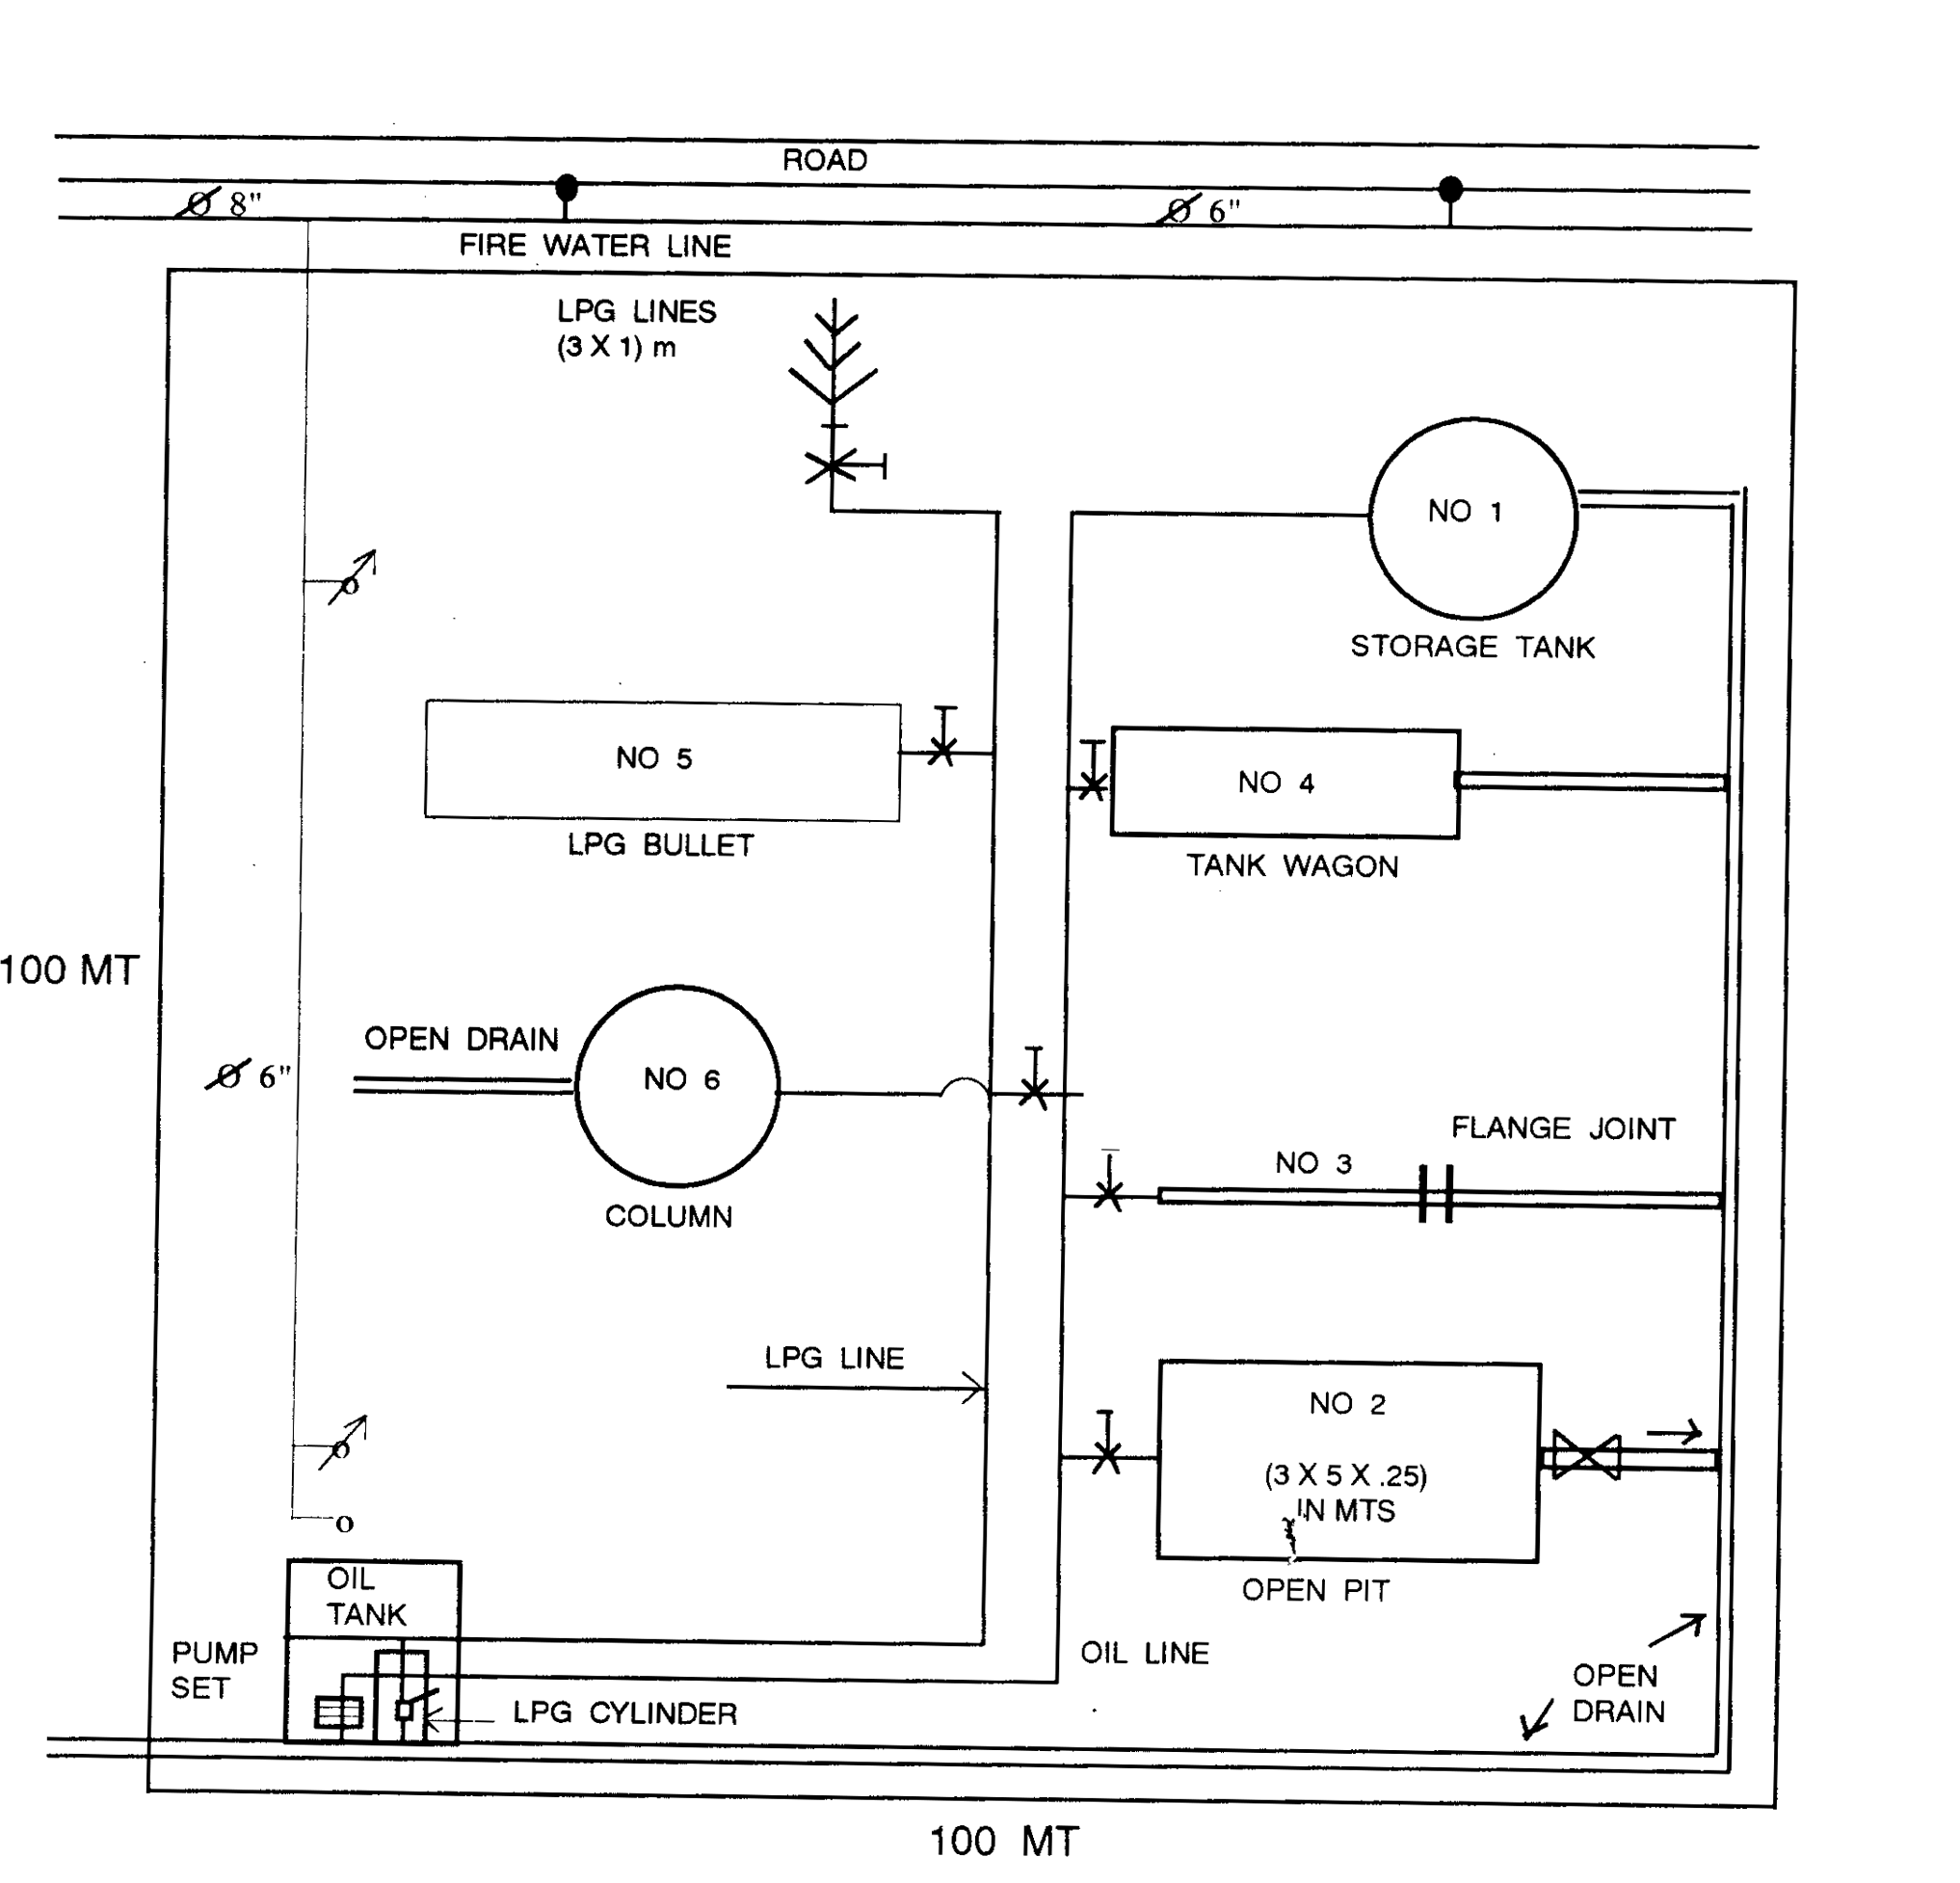 ROAD
Ø 8"
Ø 6"
FIRE WATER LINE
LPG LINES
(3 X 1) m
NO 1
STORAGE TANK
NO 5
LPG BULLET
NO 4
TANK WAGON
100 MT
OPEN DRAIN
Ø 6"
NO 6
COLUMN
FLANGE JOINT
NO 3
LPG LINE
NO 2
(3 X 5 X .25)
IN MTS
OPEN PIT
OIL
TANK
PUMP
SET
LPG CYLINDER
OIL LINE
OPEN
DRAIN
100 MT